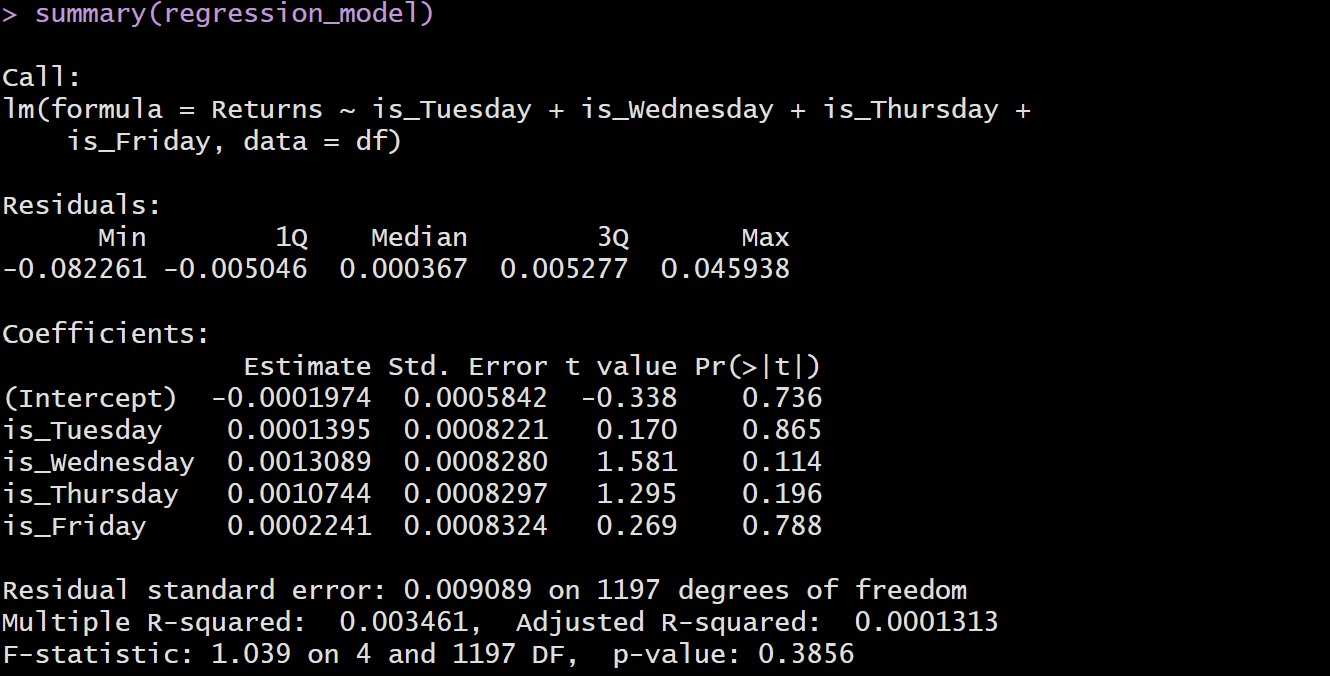 > summary(regression_model)
Call:
lm(formula = Returns ~ is_Tuesday + is_Wednesday + is_Thursday +
    is_Friday, data = df)
Residuals:
      Min        1Q    Median        3Q       Max
-0.082261 -0.005046  0.000367  0.005277  0.045938
Coefficients:
               Estimate Std. Error t value Pr(>|t|)
(Intercept)  -0.0001974  0.0005842  -0.338    0.736
is_Tuesday    0.0001395  0.0008221   0.170    0.865
is_Wednesday  0.0013089  0.0008280   1.581    0.114
is_Thursday   0.0010744  0.0008297   1.295    0.196
is_Friday     0.0002241  0.0008324   0.269    0.788
Residual standard error: 0.009089 on 1197 degrees of freedom
Multiple R-squared:  0.003461,  Adjusted R-squared:  0.0001313
F-statistic: 1.039 on 4 and 1197 DF,  p-value: 0.3856